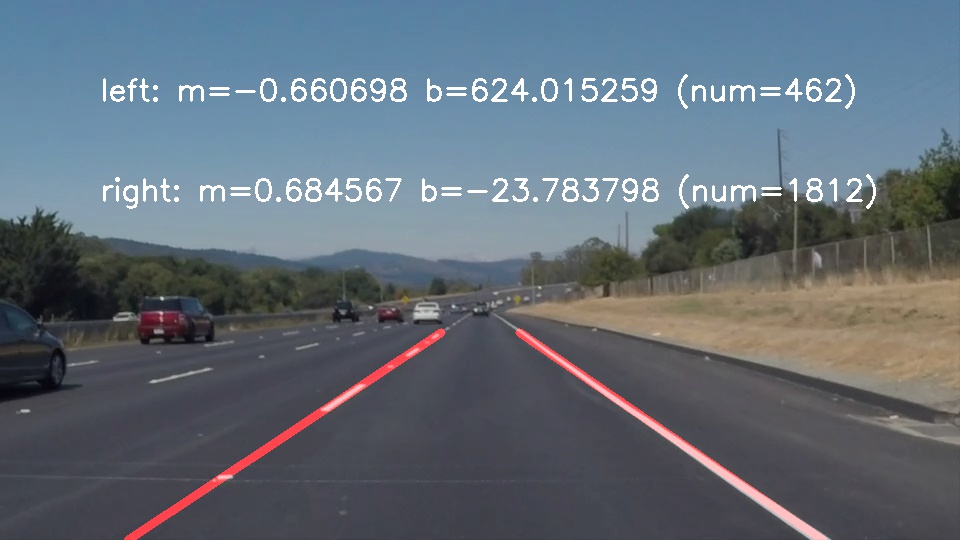 left: m=-0.660698 b=624.015259 (num=462)
right: m=0.684567 b=-23.783798 (num=1812)